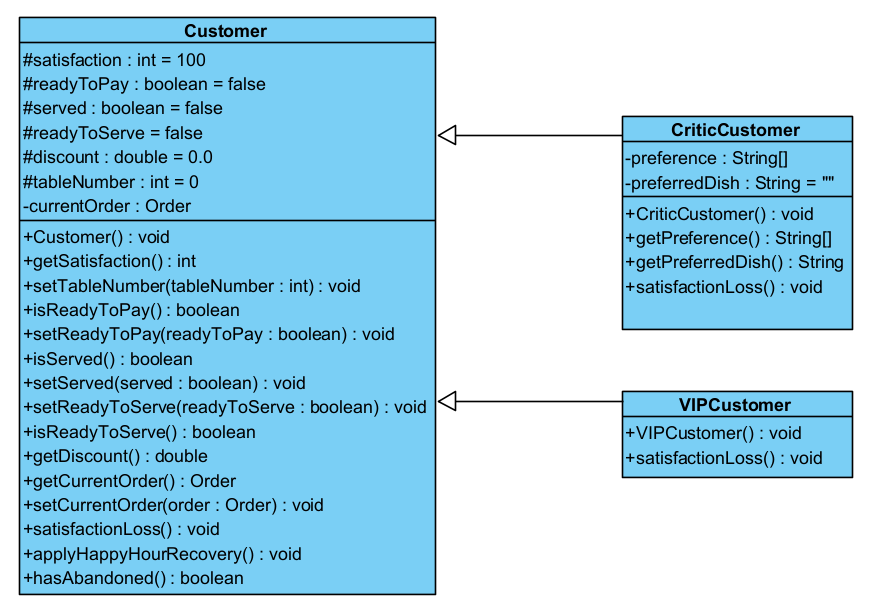 Customer
#satisfaction : int = 100
#readyToPay : boolean = false
#served : boolean = false
#readyToServe = false
#discount : double = 0.0
#tableNumber : int = 0
-currentOrder : Order
+Customer() : void
+getSatisfaction() : int
+setTableNumber(tableNumber : int) : void
+isReadyToPay() : boolean
+setReadyToPay(readyToPay : boolean) : void
+isServed() : boolean
+setServed(served : boolean) : void
+setReadyToServe(readyToServe : boolean) : void
+isReadyToServe() : boolean
+getDiscount() : double
+getCurrentOrder() : Order
+setCurrentOrder(order : Order) : void
+satisfactionLoss() : void
+applyHappyHourRecovery() : void
+hasAbandoned() : boolean
CriticCustomer
-preference : String[]
-preferredDish : String = ""
+CriticCustomer() : void
+getPreference() : String[]
+getPreferredDish() : String
+satisfactionLoss() : void
VIPCustomer
+VIPCustomer() : void
+satisfactionLoss() : void